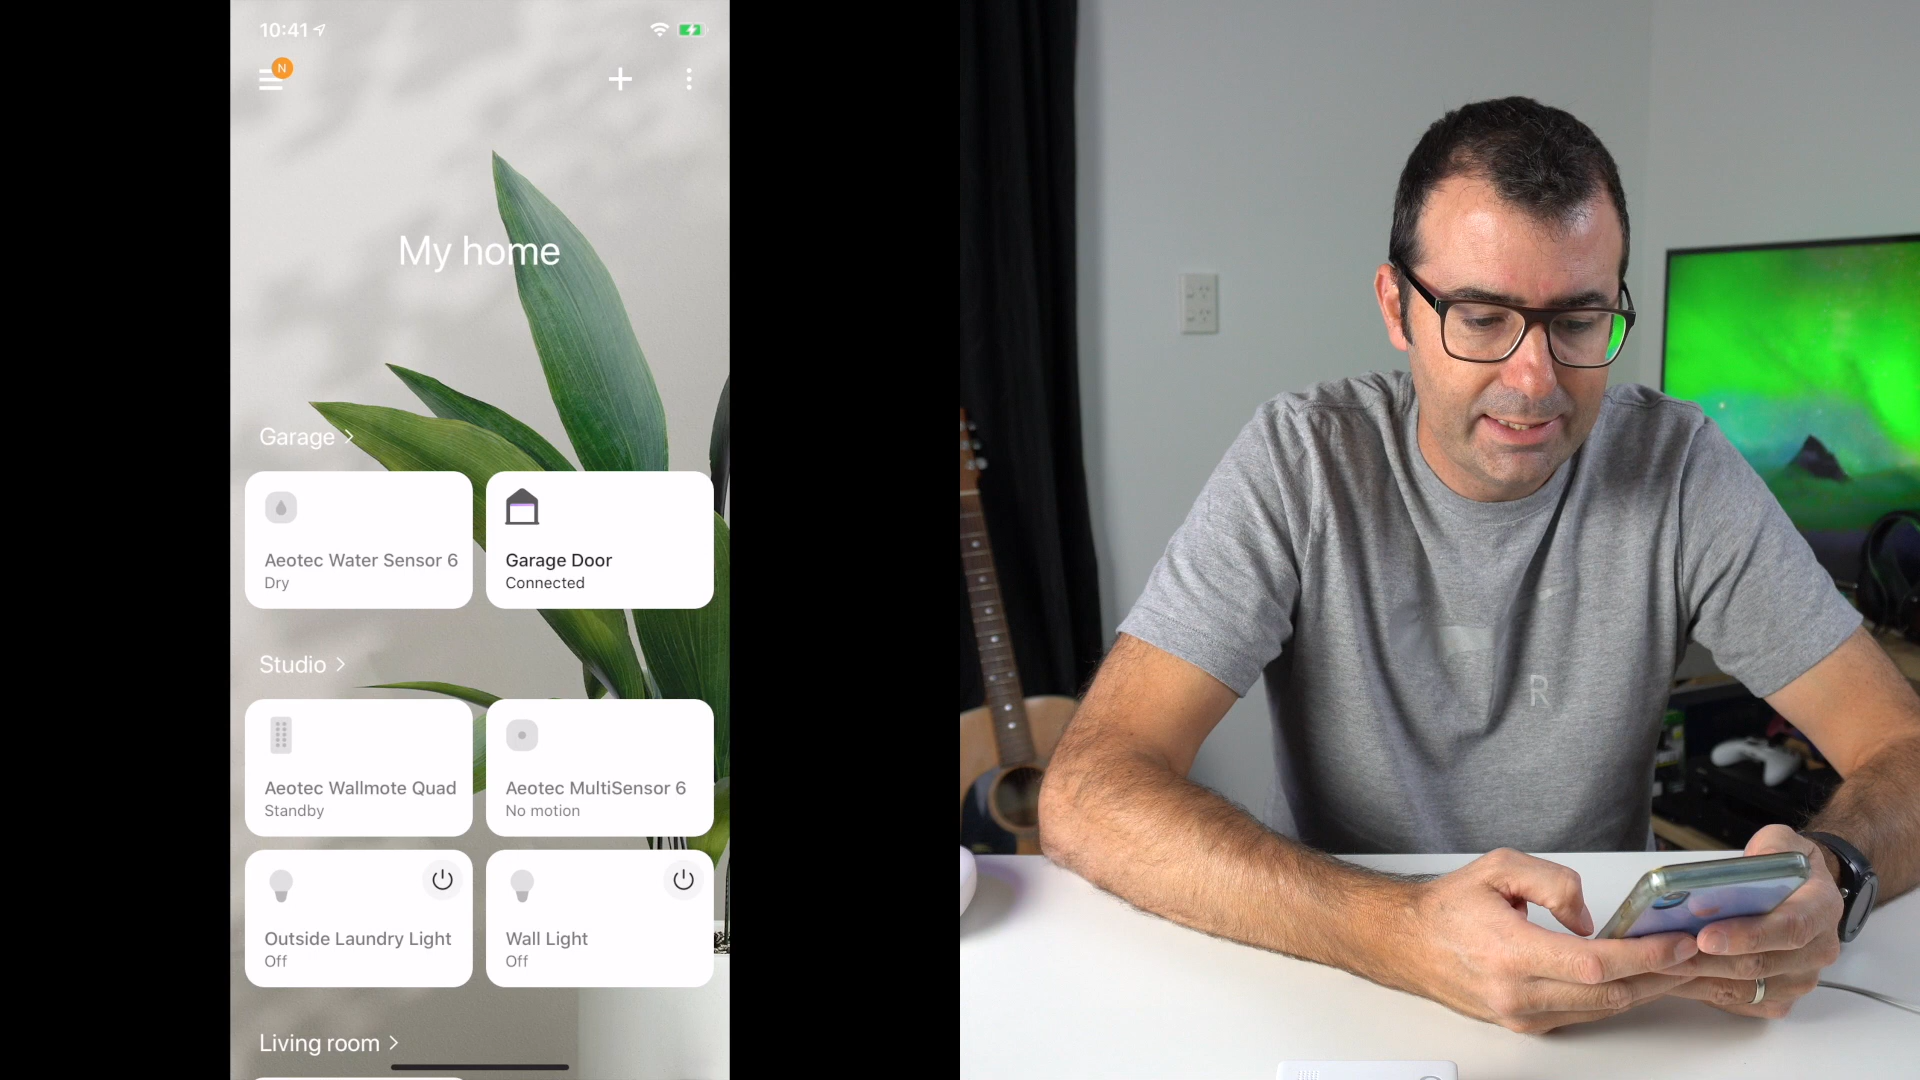 10:41
N
My home
Garage
Aeotec Water Sensor 6
Dry
Garage Door
Connected
Studio
Aeotec Wallmote Quad
Standby
Aeotec MultiSensor 6
No motion
Outside Laundry Light
Off
Wall Light
Off
Living room
R